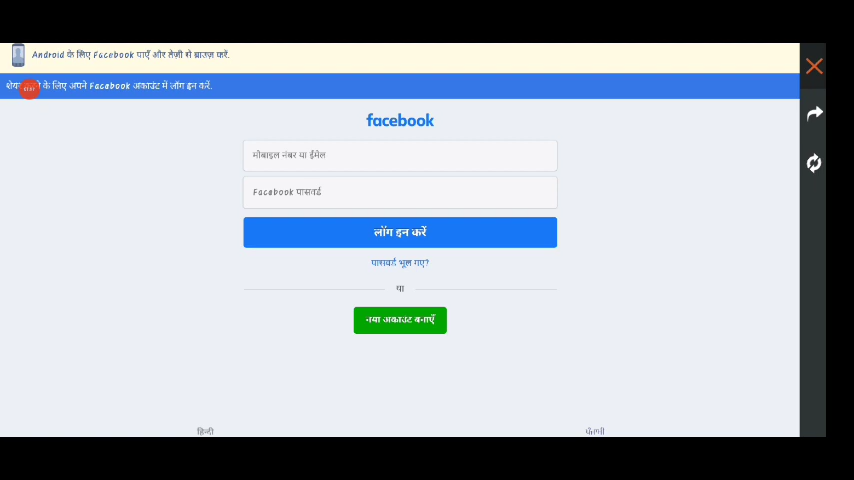 Android के लिए Facebook पाएँ और तेज़ी से ब्राउज़ करें.
के लिए अपने Facebook अकाउंट में लॉग इन करें.
facebook
मोबाइल नंबर या ईमेल
Facebook पासवर्ड
लॉग इन करें
पासवर्ड भूल गए?
या
नया अकाउंट बनाएँ
हिन्दी